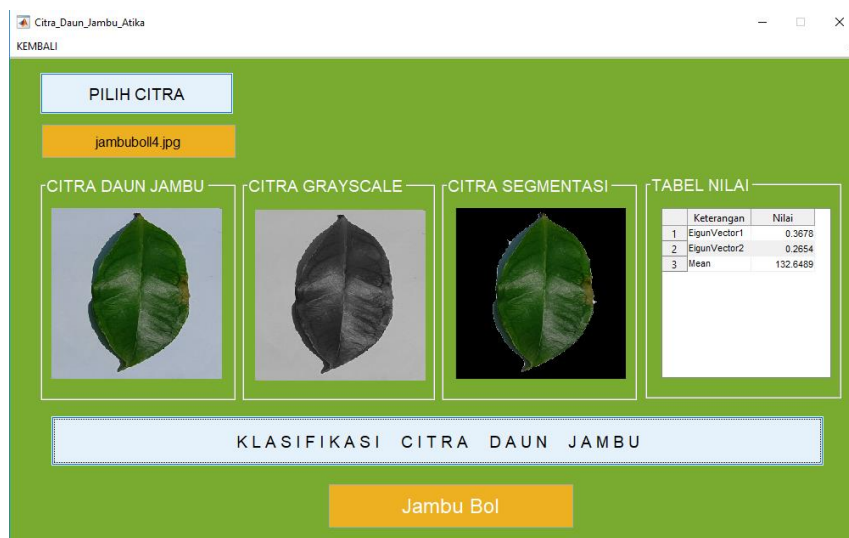 Citra_Daun_Jambu_Atika
KEMBALI
PILIH CITRA
jambuboll4.jpg
CITRA DAUN JAMBU
CITRA GRAYSCALE
CITRA SEGMENTASI
TABEL NILAI
Keterangan Nilai
1 EigunVector1 0.3678
2 EigunVector2 0.2654
3 Mean 132.6489
KLASIFIKASI CITRA DAUN JAMBU
Jambu Bol